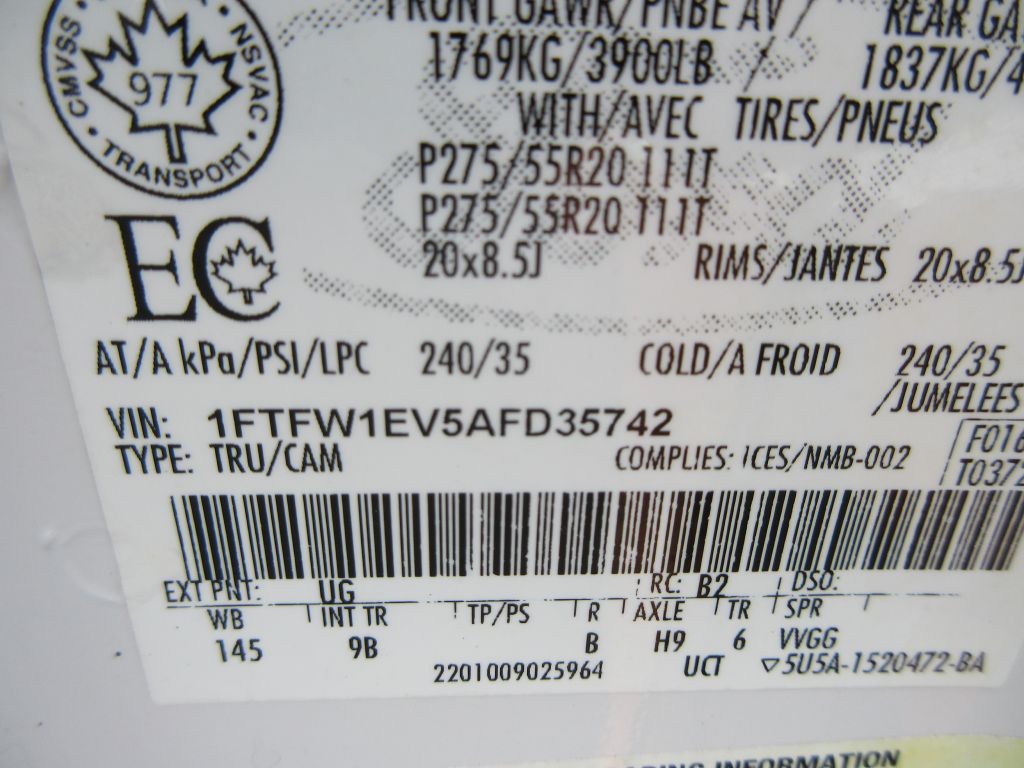 CMVSS • NSVAC • TRANSPORT •
977
FRONT GAWR/PNBE AV /
1769KG/3900LB / 1837KG/4
WITH/AVEC TIRES/PNEUS
P275/55R20 111T
P275/55R20 111T
20x8.5J RIMS/JANTES 20x8.5J
EC
AT/A kPa/PSI/LPC 240/35 COLD/A FROID 240/35
/JUMELEES
VIN: 1FTFW1EV5AFD35742
F016
TYPE: TRU/CAM COMPLIES: ICES/NMB-002
T0372
EXT PNT: UG RC: B2 DSO:
WB INT TR TP/PS R AXLE TR SPR
145 9B B H9 6 VVGG
2201009025964 UCT ▽5U5A-1520472-BA
INFORMATION